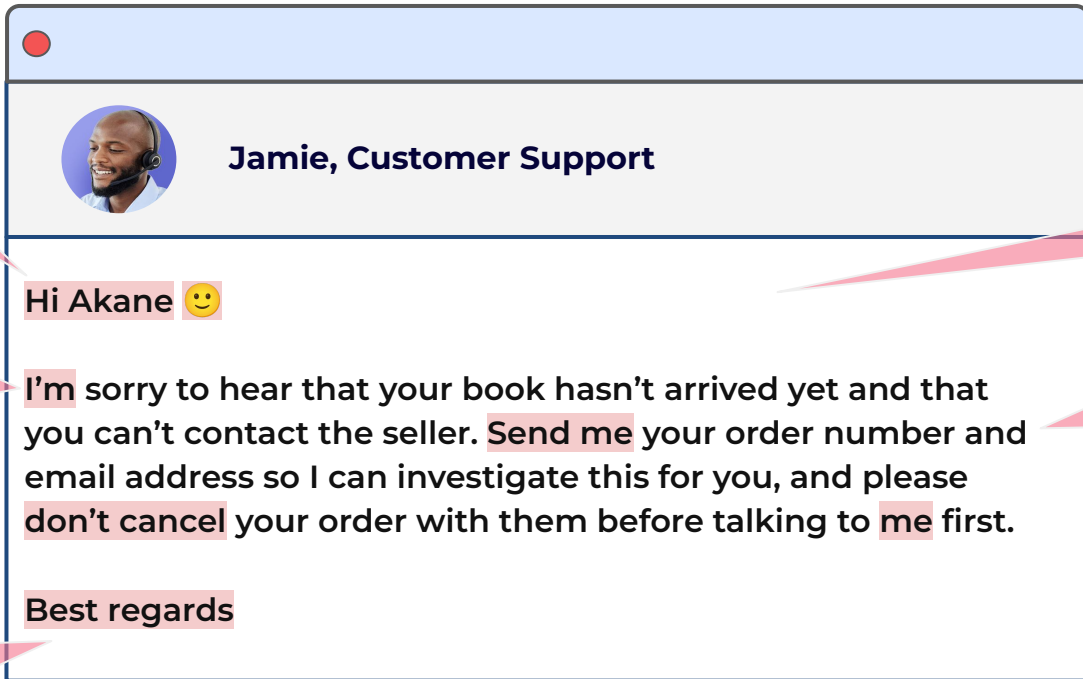 Jamie, Customer Support
Hi Akane 🙂
I’m sorry to hear that your book hasn’t arrived yet and that
you can’t contact the seller. Send me your order number and
email address so I can investigate this for you, and please
don’t cancel your order with them before talking to me first.
Best regards